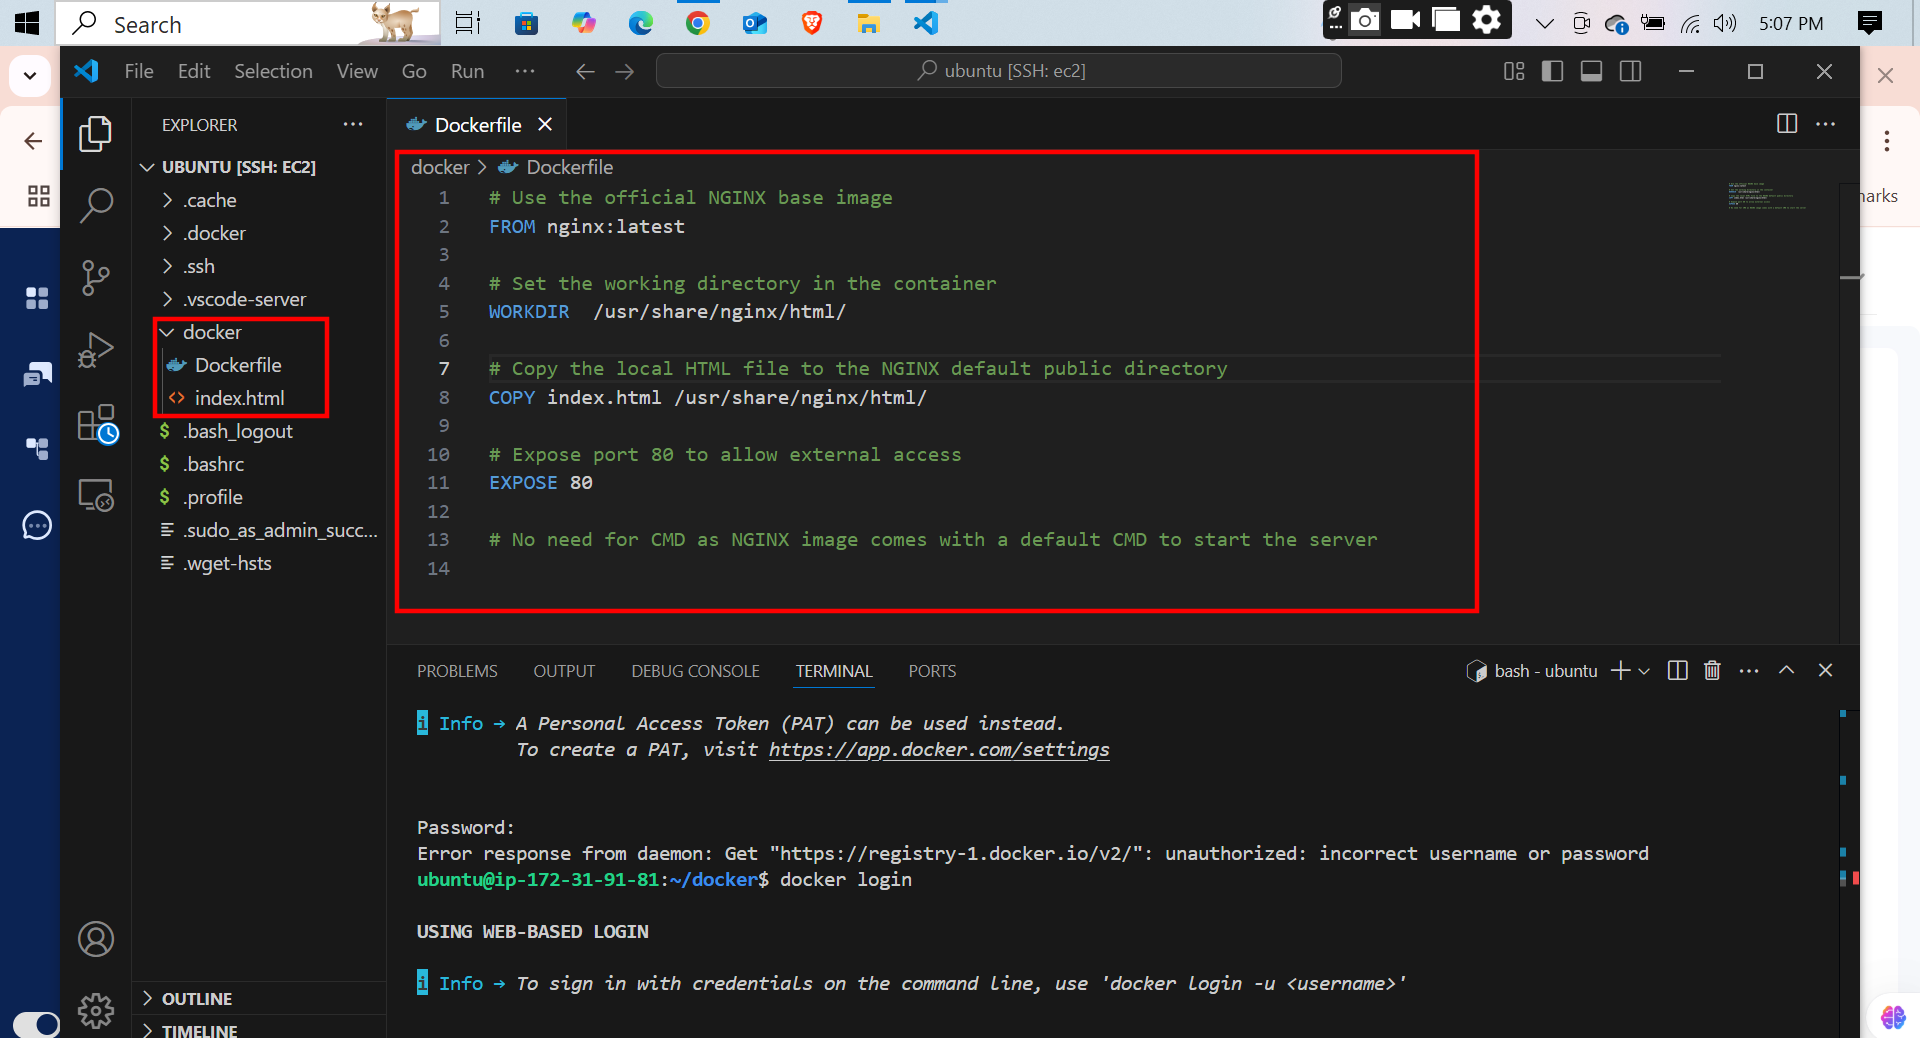 Search
5:07 PM
File Edit Selection View Go Run ···
ubuntu [SSH: ec2]
EXPLORER
UBUNTU [SSH: EC2]
.cache
.docker
.ssh
.vscode-server
docker
Dockerfile
index.html
.bash_logout
.bashrc
.profile
.sudo_as_admin_succ...
.wget-hsts
OUTLINE
TIMELINE
Dockerfile
docker > Dockerfile
1 # Use the official NGINX base image
2 FROM nginx:latest
3
4 # Set the working directory in the container
5 WORKDIR  /usr/share/nginx/html/
6
7 # Copy the local HTML file to the NGINX default public directory
8 COPY index.html /usr/share/nginx/html/
9
10 # Expose port 80 to allow external access
11 EXPOSE 80
12
13 # No need for CMD as NGINX image comes with a default CMD to start the server
14
arks
PROBLEMS OUTPUT DEBUG CONSOLE TERMINAL PORTS
bash - ubuntu
i Info → A Personal Access Token (PAT) can be used instead.
To create a PAT, visit https://app.docker.com/settings
Password:
Error response from daemon: Get "https://registry-1.docker.io/v2/": unauthorized: incorrect username or password
ubuntu@ip-172-31-91-81:~/docker$ docker login
USING WEB-BASED LOGIN
i Info → To sign in with credentials on the command line, use 'docker login -u <username>'